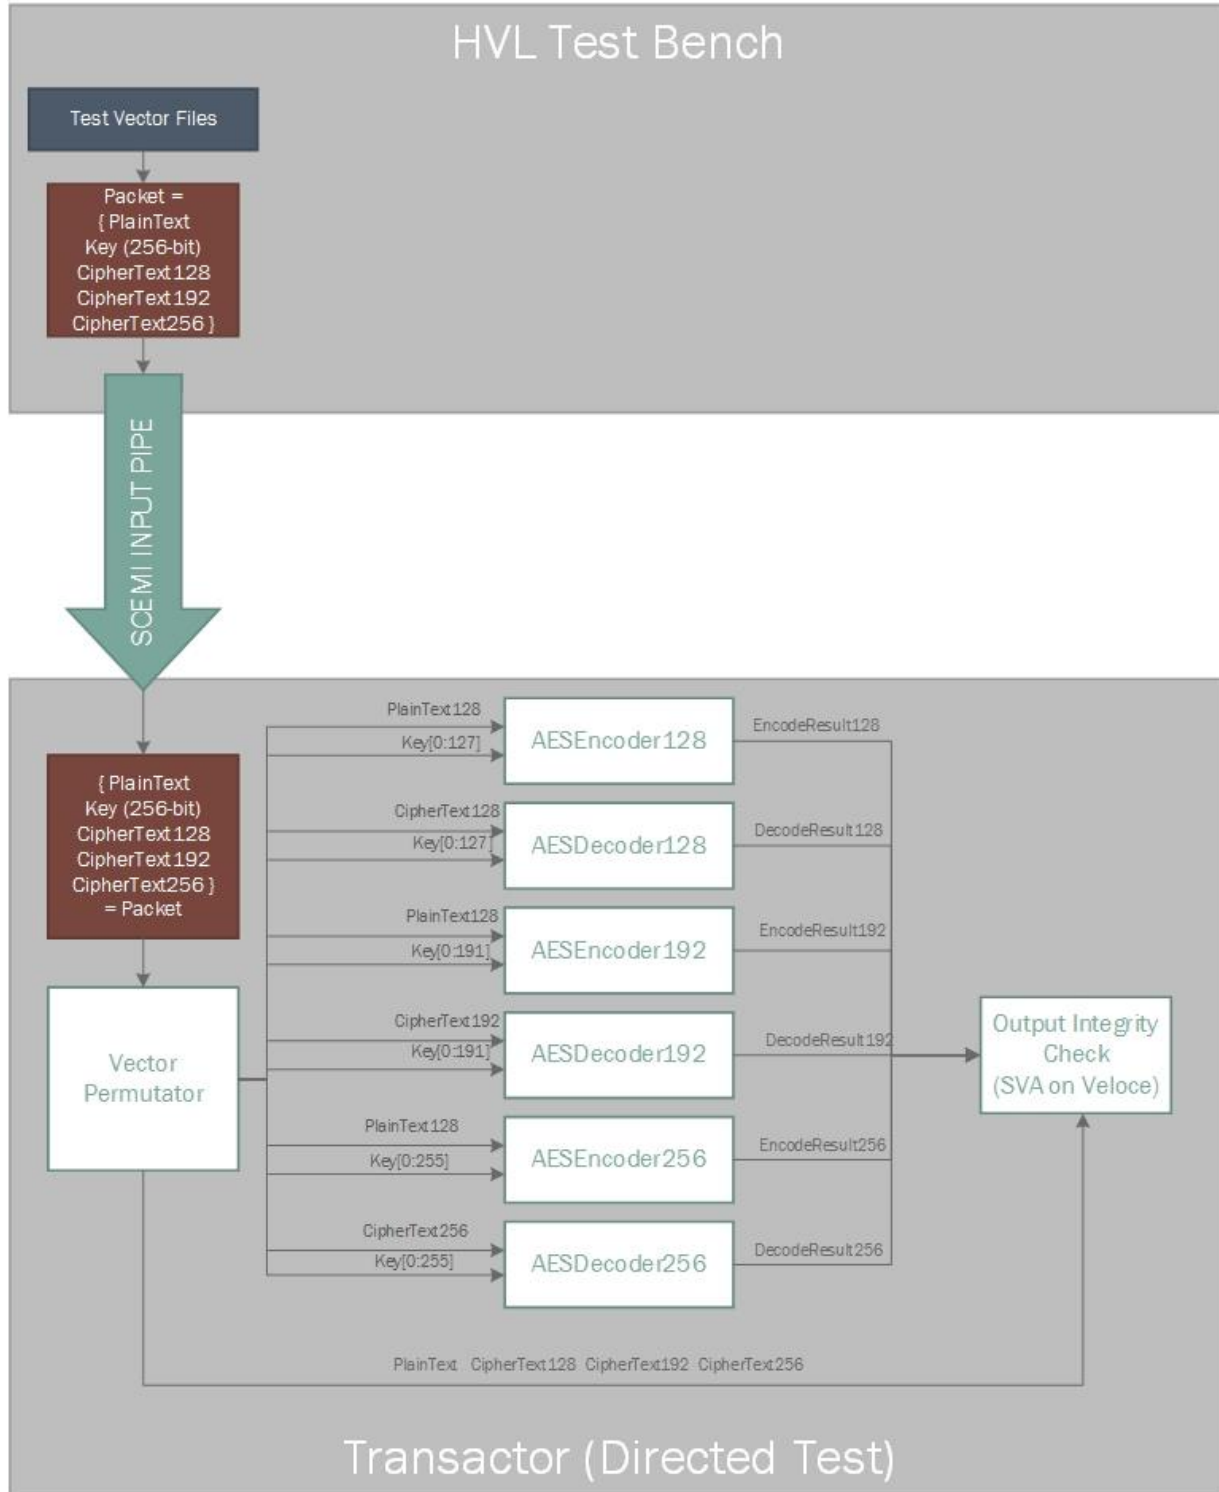 HVL Test Bench
Test Vector Files
Packet =
{ PlainText
Key (256-bit)
CipherText128
CipherText192
CipherText256 }
SCEMI INPUT PIPE
{ PlainText
Key (256-bit)
CipherText128
CipherText192
CipherText256 }
= Packet
Vector
Permutator
PlainText128
Key[0:127]
AESEncoder128
EncodeResult128
CipherText128
Key[0:127]
AESDecoder128
DecodeResult128
PlainText128
Key[0:191]
AESEncoder192
EncodeResult192
CipherText192
Key[0:191]
AESDecoder192
DecodeResult192
PlainText128
Key[0:255]
AESEncoder256
EncodeResult256
CipherText256
Key[0:255]
AESDecoder256
DecodeResult256
Output Integrity
Check
(SVA on Veloce)
PlainText CipherText128 CipherText192 CipherText256
Transactor (Directed Test)